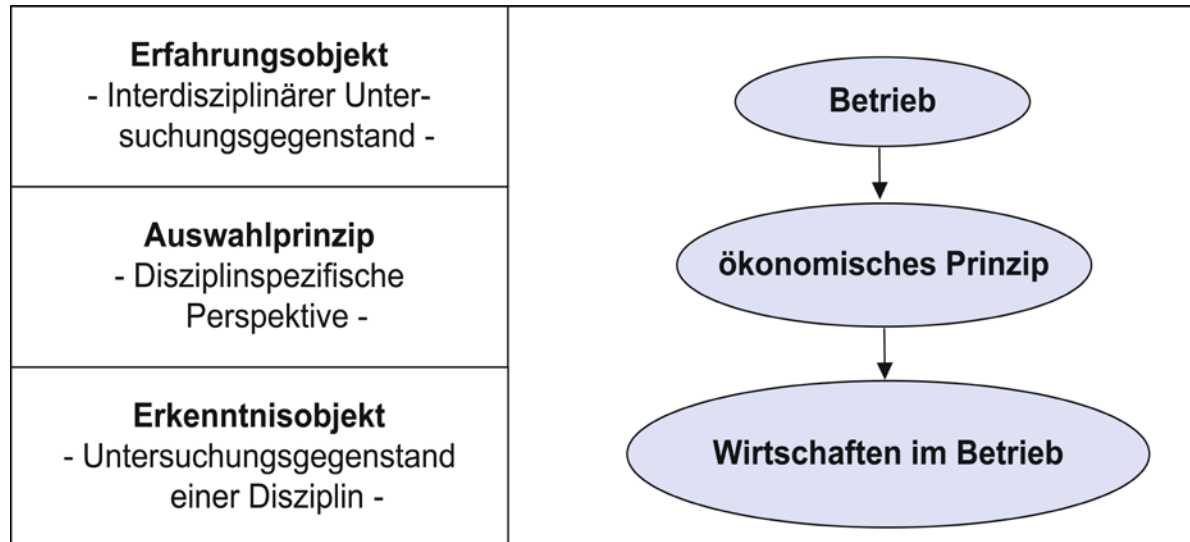 Erfahrungsobjekt
- Interdisziplinärer Unter-
suchungsgegenstand -
Betrieb
Auswahlprinzip
- Disziplinspezifische
Perspektive -
ökonomisches Prinzip
Erkenntnisobjekt
- Untersuchungsgegenstand
einer Disziplin -
Wirtschaften im Betrieb